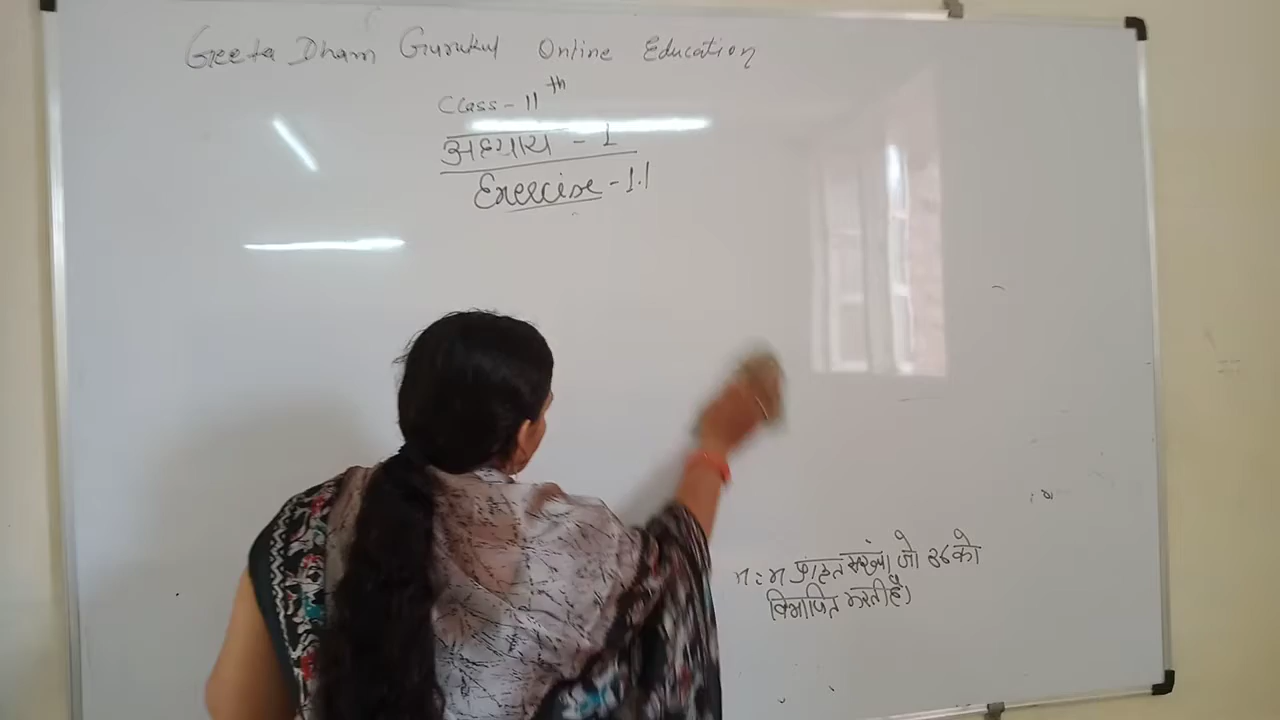 Geeta Dham Gurukul Online Education
Class - 11th
अध्याय - 1
Exercise - 1.1
n : n प्राकृत संख्या जो 36 को
विभाजित करती है}